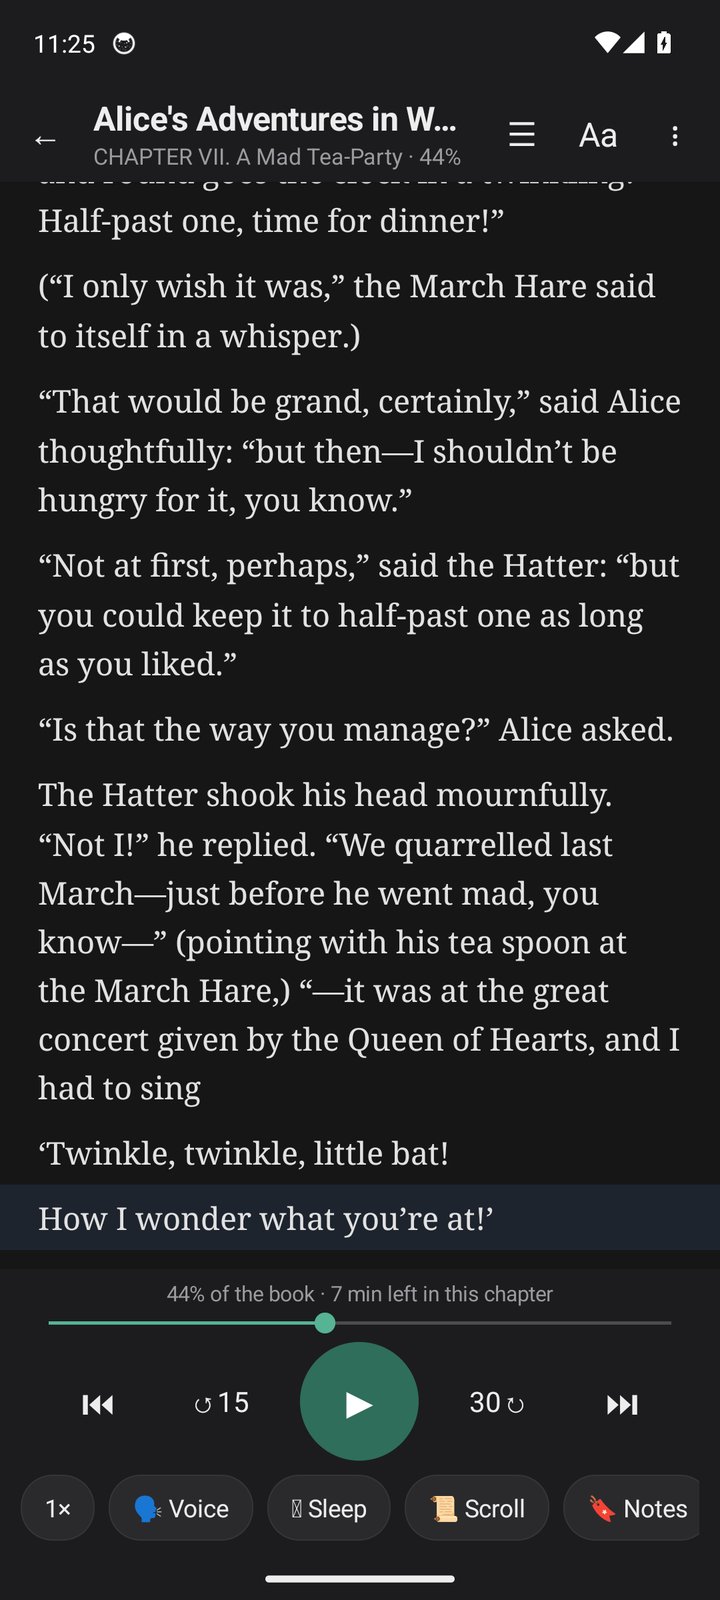 11:25
Alice's Adventures in W...
CHAPTER VII. A Mad Tea-Party · 44%
Aa
and round goes the clock in a twinkling!
Half-past one, time for dinner!”
(“I only wish it was,” the March Hare said
to itself in a whisper.)
“That would be grand, certainly,” said Alice
thoughtfully: “but then—I shouldn’t be
hungry for it, you know.”
“Not at first, perhaps,” said the Hatter: “but
you could keep it to half-past one as long
as you liked.”
“Is that the way you manage?” Alice asked.
The Hatter shook his head mournfully.
“Not I!” he replied. “We quarrelled last
March—just before he went mad, you
know—” (pointing with his tea spoon at
the March Hare,) “—it was at the great
concert given by the Queen of Hearts, and I
had to sing
‘Twinkle, twinkle, little bat!
How I wonder what you’re at!’
44% of the book · 7 min left in this chapter
15
30
1×
Voice
Sleep
Scroll
Notes